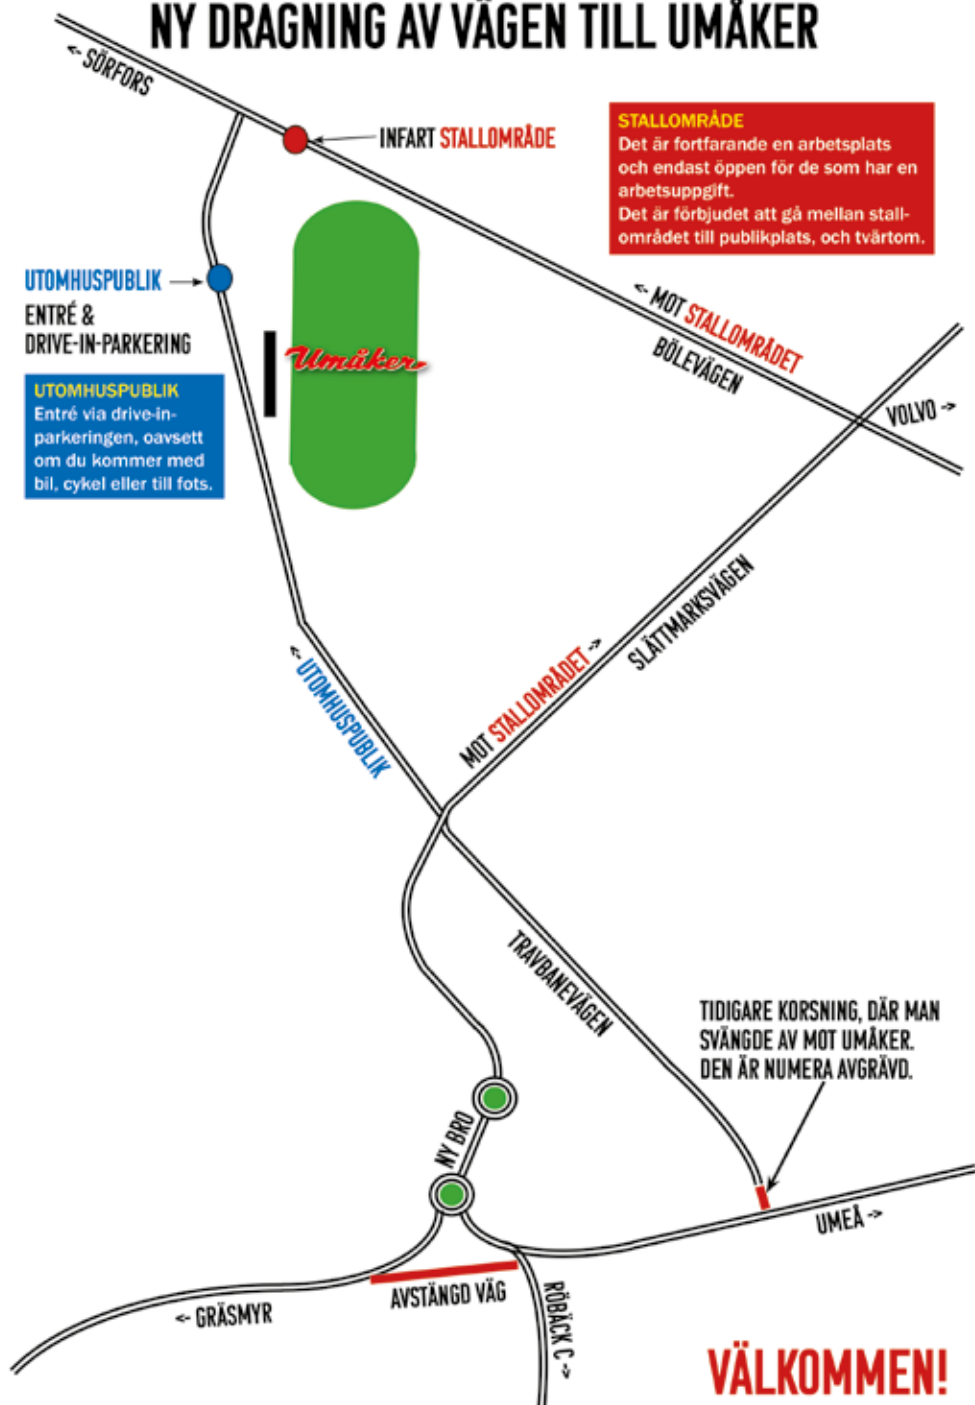 NY DRAGNING AV VÄGEN TILL UMÅKER
<- SÖRFORS
INFART STALLOMRÅDE
STALLOMRÅDE
Det är fortfarande en arbetsplats
och endast öppen för de som har en
arbetsuppgift.
Det är förbjudet att gå mellan stall-
området till publikplats, och tvärtom.
UTOMHUSPUBLIK
ENTRÉ &
DRIVE-IN-PARKERING
UTOMHUSPUBLIK
Entré via drive-in-
parkeringen, oavsett
om du kommer med
bil, cykel eller till fots.
Umåker
<- MOT STALLOMRÅDET
BÖLEVÄGEN
VOLVO ->
SLÄTTMARKSVÄGEN
MOT STALLOMRÅDET ->
<- UTOMHUSPUBLIK
TRAVBANEVÄGEN
TIDIGARE KORSNING, DÄR MAN
SVÄNGDE AV MOT UMÅKER.
DEN ÄR NUMERA AVGRÄVD.
NY BRO
UMEÅ ->
<- GRÄSMYR
AVSTÄNGD VÄG
RÖBÄCK C ->
VÄLKOMMEN!